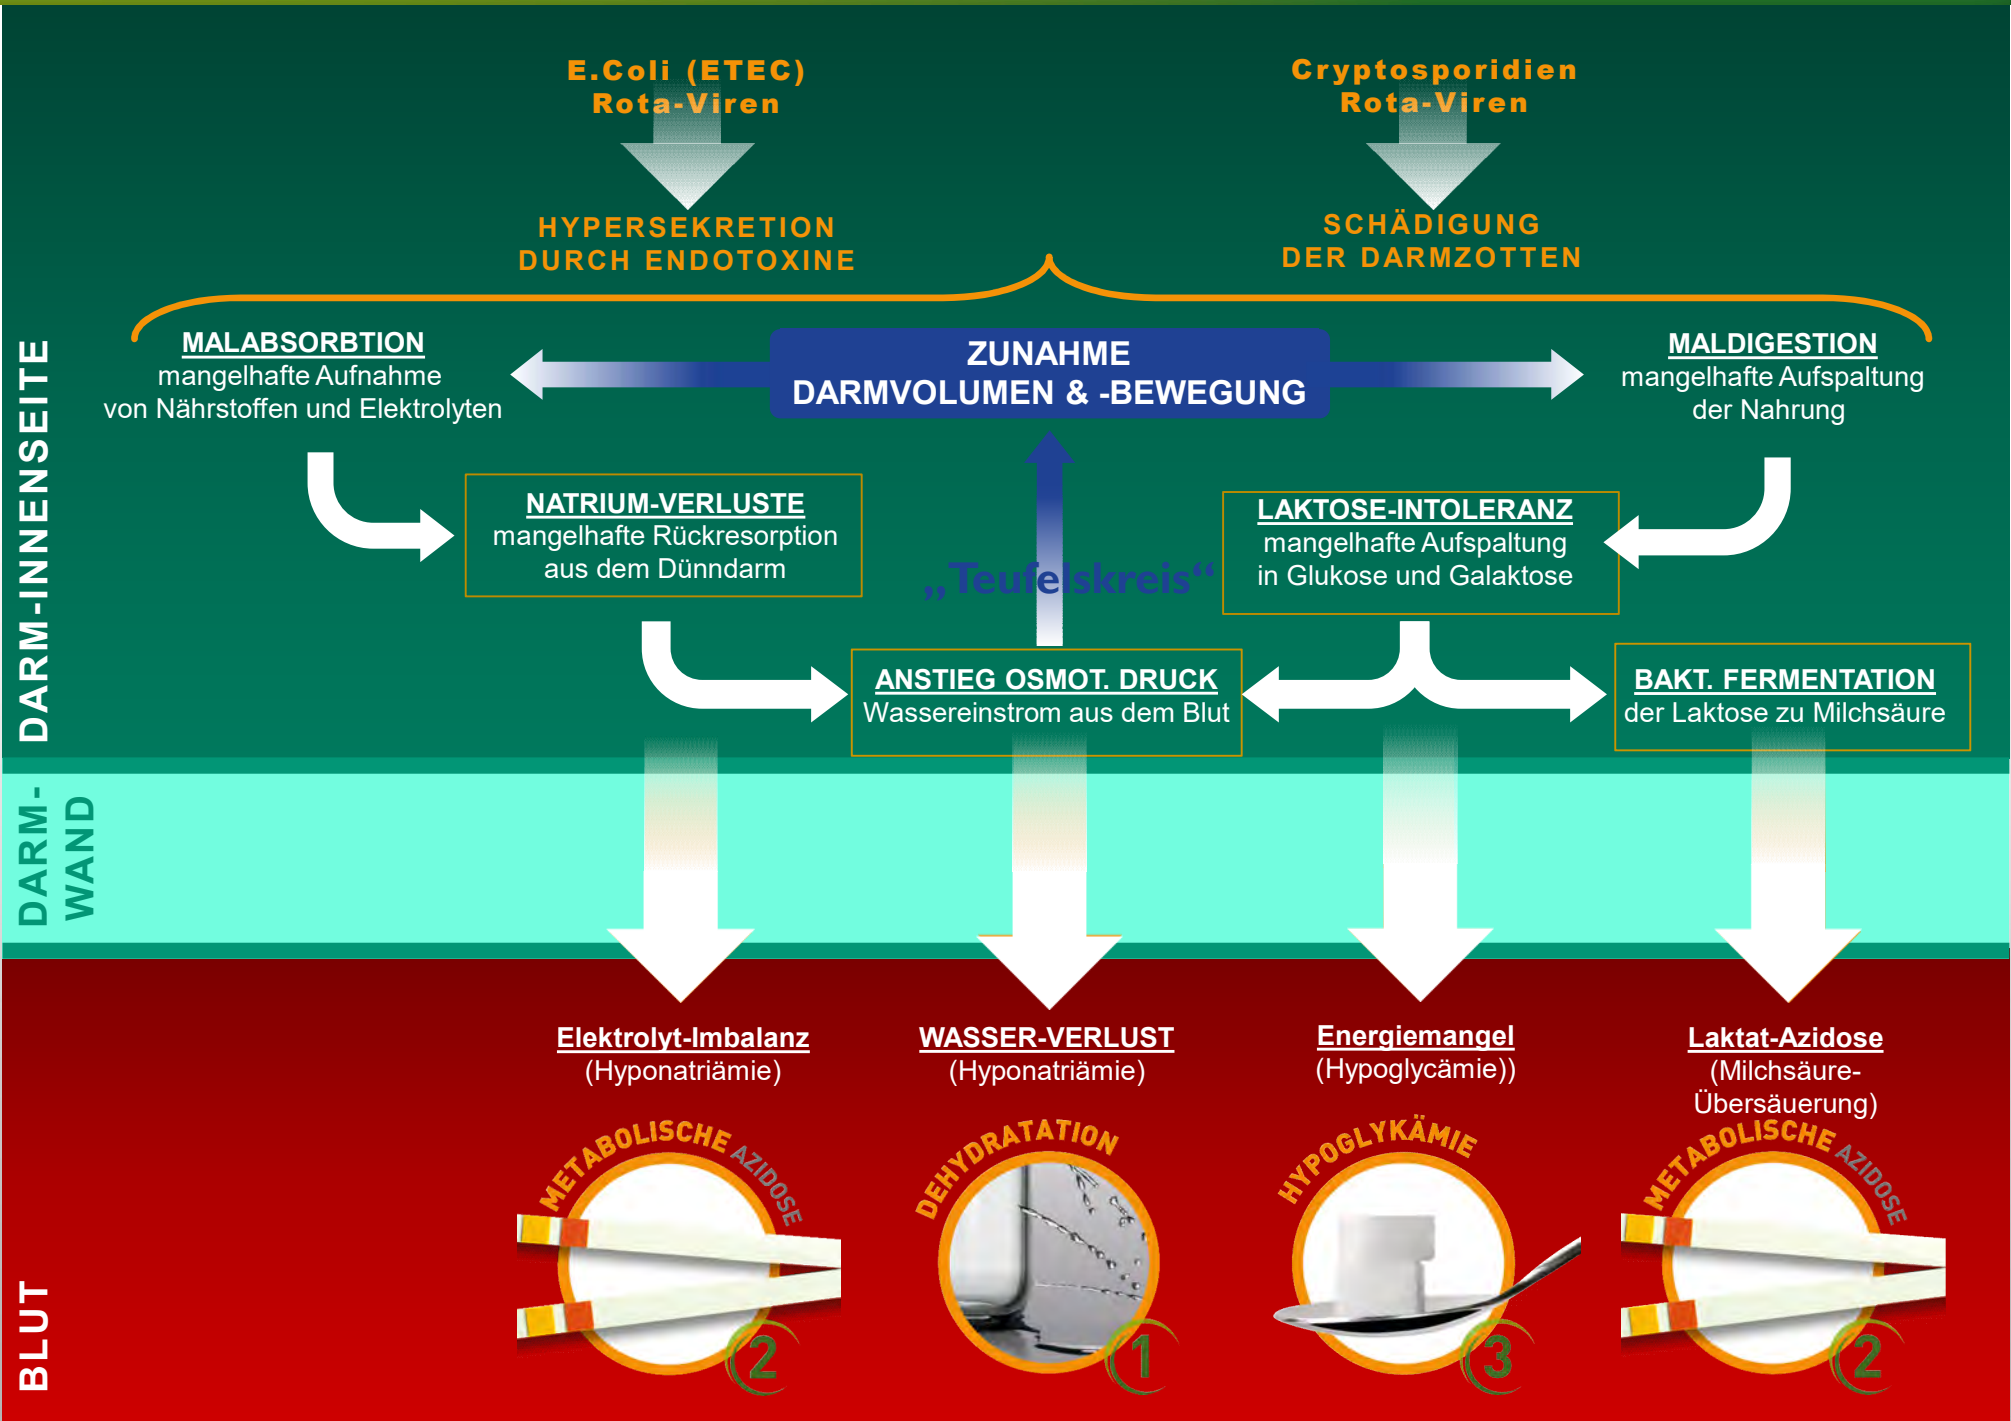 E.Coli (ETEC)
Rota-Viren
Cryptosporidien
Rota-Viren
HYPERSEKRETION
DURCH ENDOTOXINE
SCHÄDIGUNG
DER DARMZOTTEN
DARM-INNENSEITE
MALABSORBTION
mangelhafte Aufnahme
von Nährstoffen und Elektrolyten
ZUNAHME
DARMVOLUMEN & -BEWEGUNG
MALDIGESTION
mangelhafte Aufspaltung
der Nahrung
NATRIUM-VERLUSTE
mangelhafte Rückresorption
aus dem Dünndarm
„Teufelskreis“
LAKTOSE-INTOLERANZ
mangelhafte Aufspaltung
in Glukose und Galaktose
ANSTIEG OSMOT. DRUCK
Wassereinstrom aus dem Blut
BAKT. FERMENTATION
der Laktose zu Milchsäure
DARM-
WAND
BLUT
Elektrolyt-Imbalanz
(Hyponatriämie)
METABOLISCHE AZIDOSE
2
WASSER-VERLUST
(Hyponatriämie)
DEHYDRATATION
1
Energiemangel
(Hypoglycämie))
HYPOGLYKÄMIE
3
Laktat-Azidose
(Milchsäure-
Übersäuerung)
METABOLISCHE AZIDOSE
2